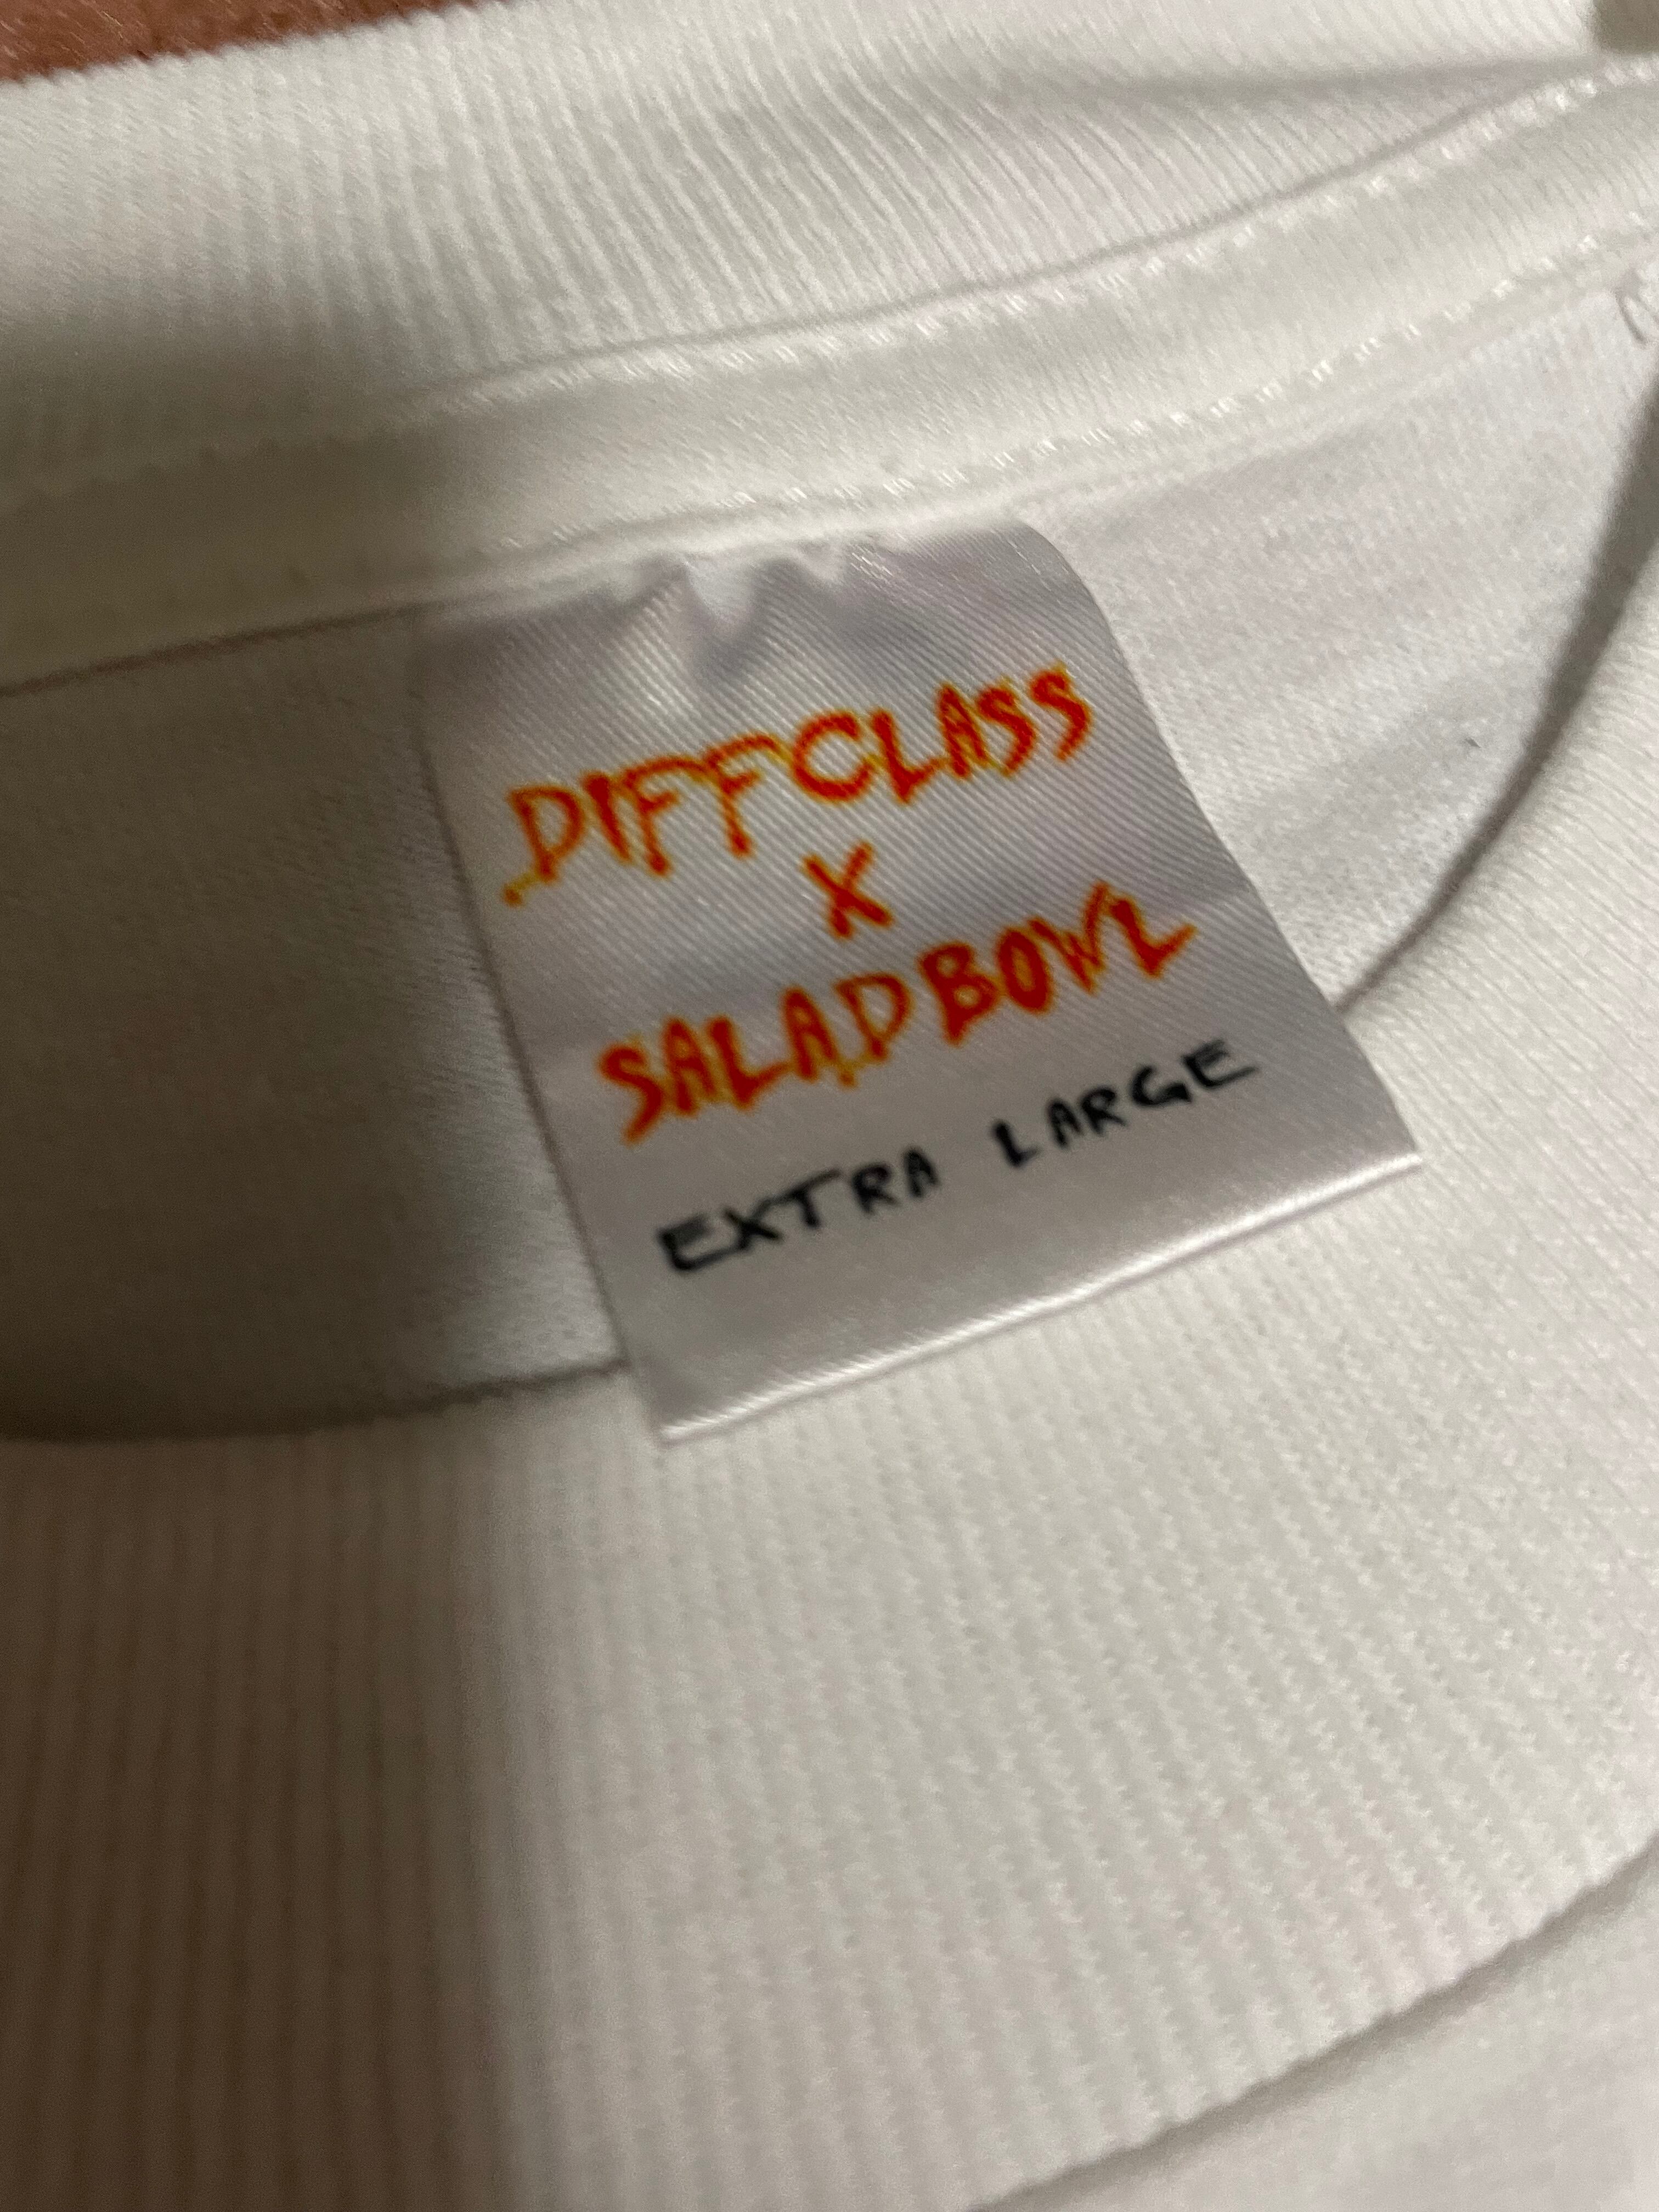 DIFFCLASS
X
SALADBOWL
EXTRA LARGE